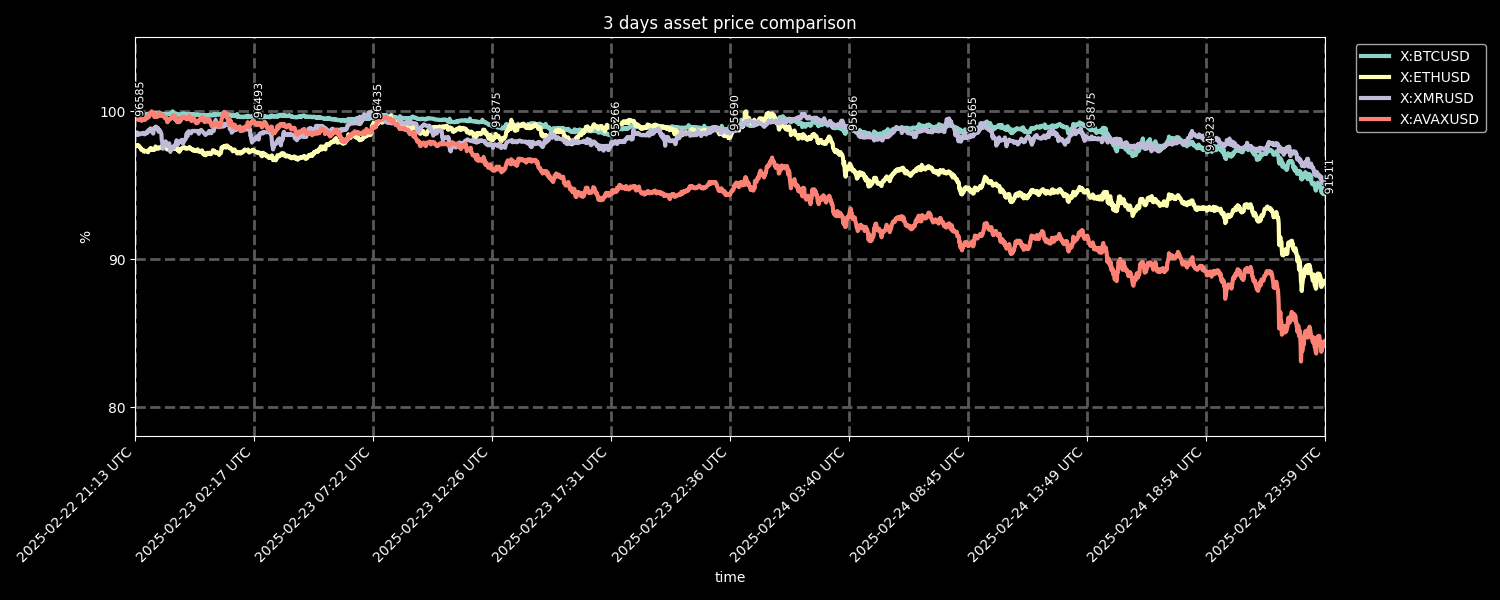 3 days asset price comparison
X:BTCUSD
X:ETHUSD
X:XMRUSD
X:AVAXUSD
%
100
90
80
96585
96493
96435
95875
95266
95690
95656
95565
95875
94323
91511
2025-02-22 21:13 UTC
2025-02-23 02:17 UTC
2025-02-23 07:22 UTC
2025-02-23 12:26 UTC
2025-02-23 17:31 UTC
2025-02-23 22:36 UTC
2025-02-24 03:40 UTC
2025-02-24 08:45 UTC
2025-02-24 13:49 UTC
2025-02-24 18:54 UTC
2025-02-24 23:59 UTC
time